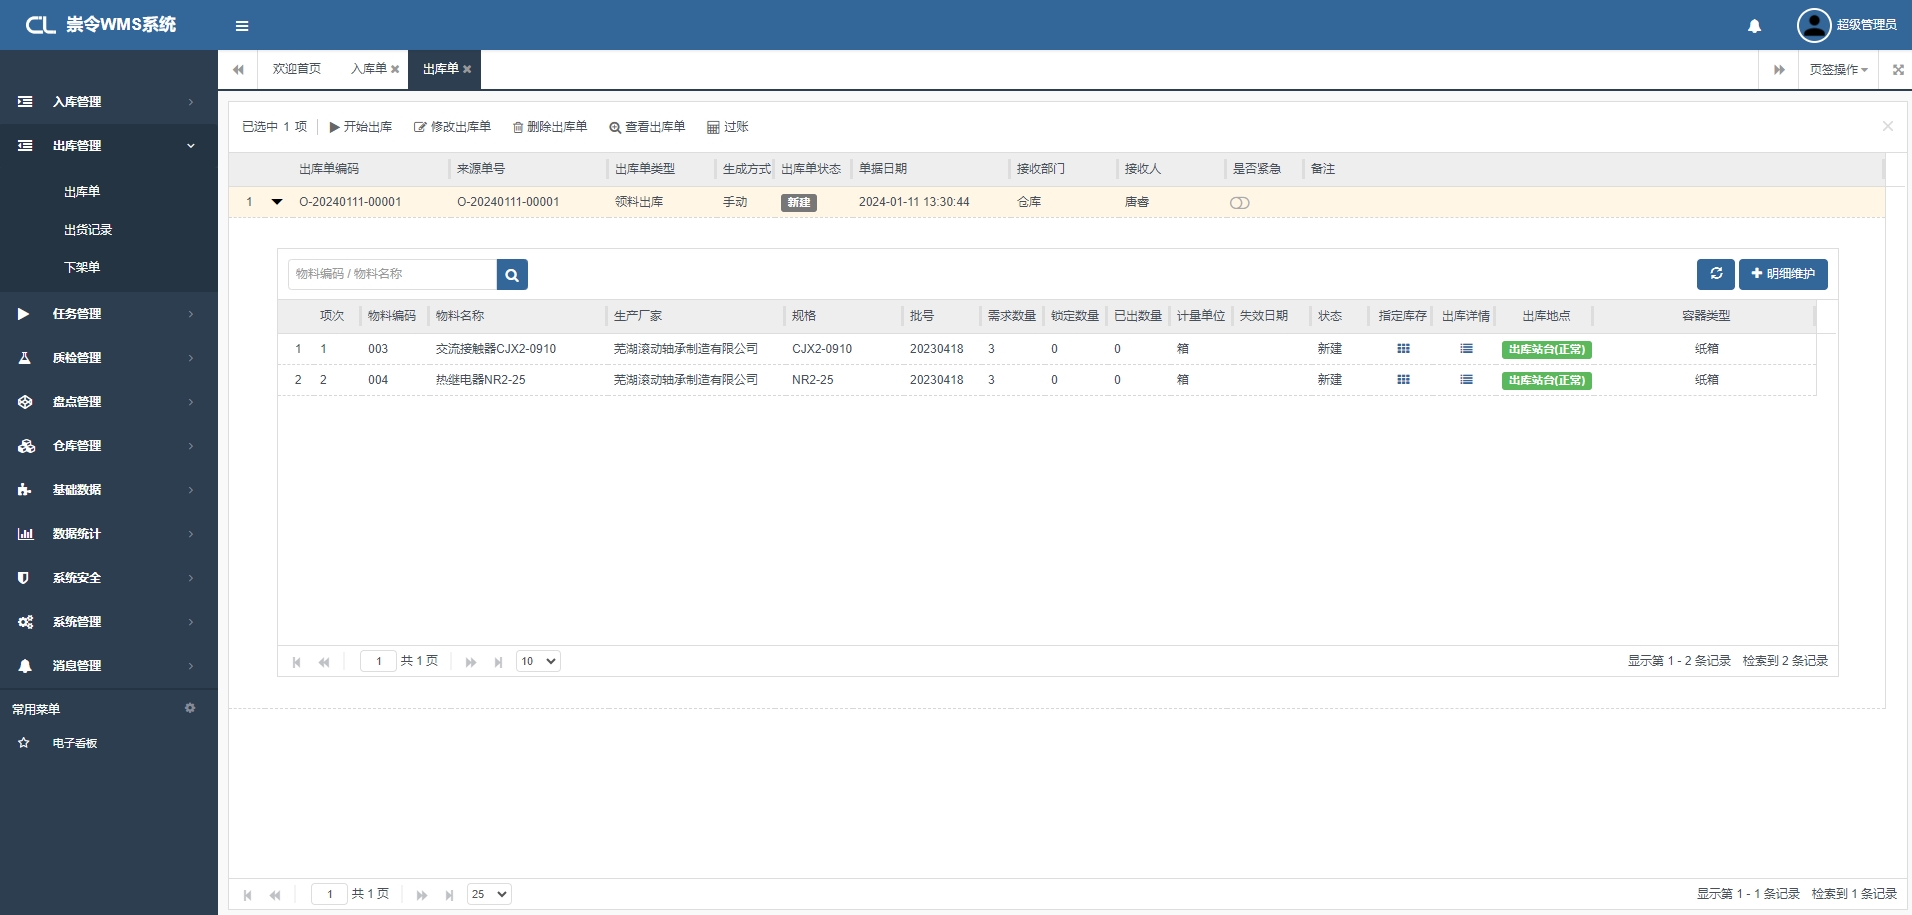 CL 崇令WMS系统
超级管理员
欢迎首页 入库单 出库单 页签操作
入库管理
出库管理
出库单
出货记录
下架单
任务管理
质检管理
盘点管理
仓库管理
基础数据
数据统计
系统安全
系统管理
消息管理
常用菜单
电子看板
已选中 1 项 开始出库 修改出库单 删除出库单 查看出库单 过账
出库单编码 来源单号 出库单类型 生成方式 出库单状态 单据日期 接收部门 接收人 是否紧急 备注
1 O-20240111-00001 O-20240111-00001 领料出库 手动 新建 2024-01-11 13:30:44 仓库 唐睿
物料编码 / 物料名称 明细维护
项次 物料编码 物料名称 生产厂家 规格 批号 需求数量 锁定数量 已出数量 计量单位 失效日期 状态 指定库存 出库详情 出库地点 容器类型
1 1 003 交流接触器CJX2-0910 芜湖滚动轴承制造有限公司 CJX2-0910 20230418 3 0 0 箱 新建 出库站台(正常) 纸箱
2 2 004 热继电器NR2-25 芜湖滚动轴承制造有限公司 NR2-25 20230418 3 0 0 箱 新建 出库站台(正常) 纸箱
1 共 1 页 10 显示第 1 - 2 条记录 检索到 2 条记录
1 共 1 页 25 显示第 1 - 1 条记录 检索到 1 条记录